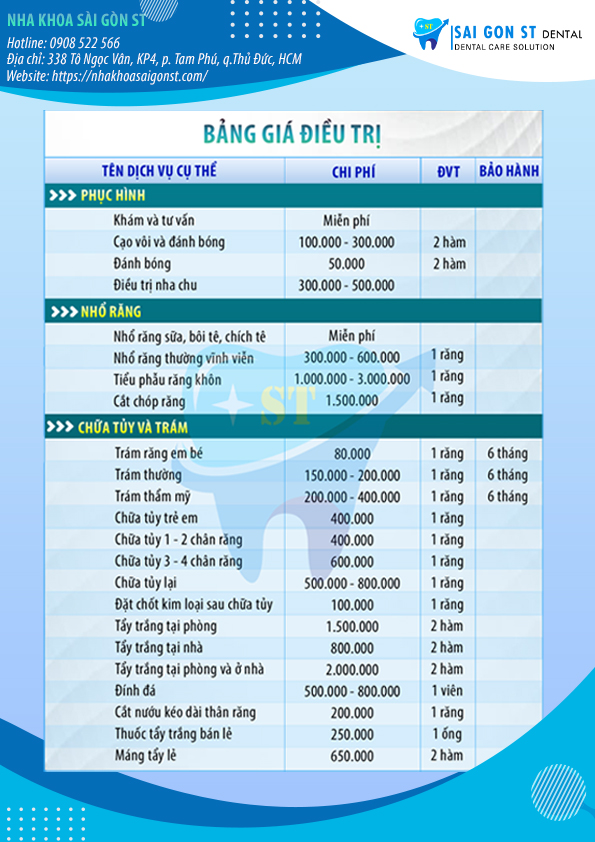 NHA KHOA SÀI GÒN ST
Hotline: 0908 522 566
Địa chỉ: 338 Tô Ngọc Vân, KP4, p. Tam Phú, q.Thủ Đức, HCM
Website: https://nhakhoasaigonst.com/
ST
SAI GON ST DENTAL
DENTAL CARE SOLUTION
BẢNG GIÁ ĐIỀU TRỊ
TÊN DỊCH VỤ CỤ THỂ CHI PHÍ ĐVT BẢO HÀNH
>>> PHỤC HÌNH
Khám và tư vấn Miễn phí
Cạo vôi và đánh bóng 100.000 - 300.000 2 hàm
Đánh bóng 50.000 2 hàm
Điều trị nha chu 300.000 - 500.000
>>> NHỔ RĂNG
Nhổ răng sữa, bôi tê, chích tê Miễn phí
Nhổ răng thường vĩnh viễn 300.000 - 600.000 1 răng
Tiểu phẫu răng khôn 1.000.000 - 3.000.000 1 răng
Cắt chóp răng 1.500.000 1 răng
ST
>>> CHỮA TỦY VÀ TRÁM
Trám răng em bé 80.000 1 răng 6 tháng
Trám thường 150.000 - 200.000 1 răng 6 tháng
Trám thẩm mỹ 200.000 - 400.000 1 răng 6 tháng
Chữa tủy trẻ em 400.000 1 răng
Chữa tủy 1 - 2 chân răng 400.000 1 răng
Chữa tủy 3 - 4 chân răng 600.000 1 răng
Chữa tủy lại 500.000 - 800.000 1 răng
Đặt chốt kim loại sau chữa tủy 100.000 1 răng
Tẩy trắng tại phòng 1.500.000 2 hàm
Tẩy trắng tại nhà 800.000 2 hàm
Tẩy trắng tại phòng và ở nhà 2.000.000 2 hàm
Đính đá 500.000 - 800.000 1 viên
Cắt nướu kéo dài thân răng 200.000 1 răng
Thuốc tẩy trắng bán lẻ 250.000 1 ống
Máng tẩy lẻ 650.000 2 hàm